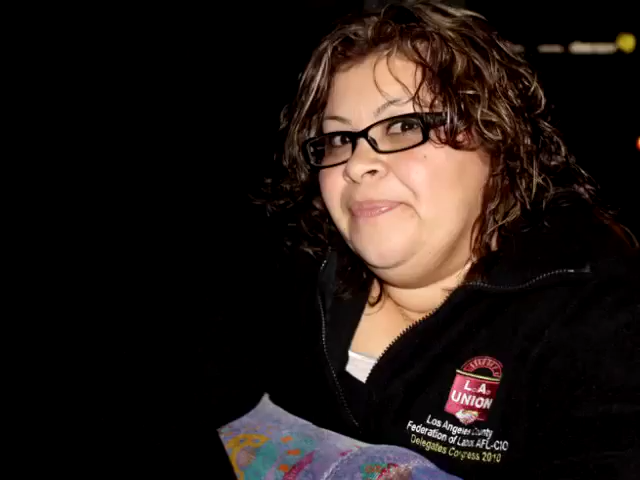 L.A.
UNION
Los Angeles County
Federation of Labor AFL-CIO
Delegates Congress 2010